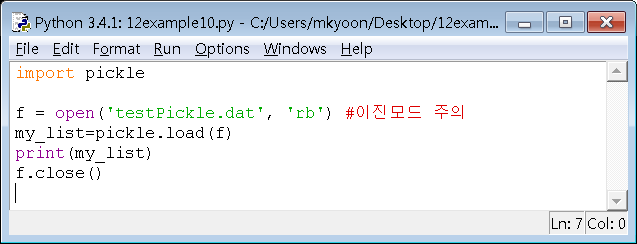 Python 3.4.1: 12example10.py - C:/Users/mkyoon/Desktop/12exam...
File Edit Format Run Options Windows Help
import pickle
f = open('testPickle.dat', 'rb') #이진모드 주의
my_list=pickle.load(f)
print(my_list)
f.close()
Ln: 7 Col: 0